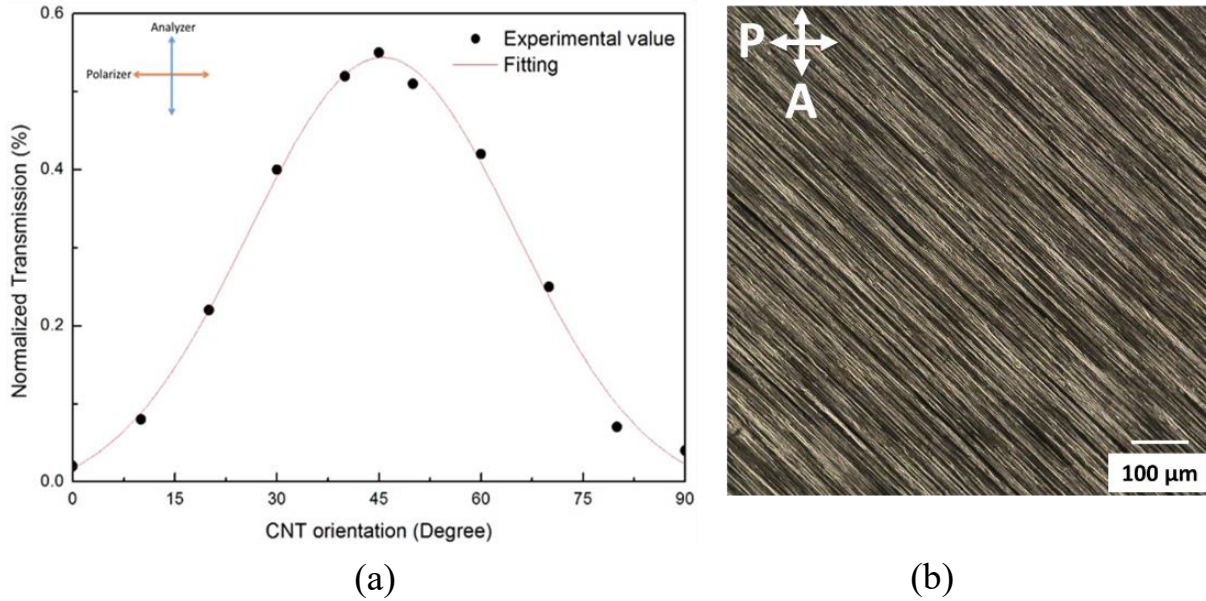 0.6
0.4
0.2
0.0
Normalized Transmission (%)
Analyzer
Polarizer
Experimental value
Fitting
0 15 30 45 60 75 90
CNT orientation (Degree)
(a)
P
A
100 μm
(b)